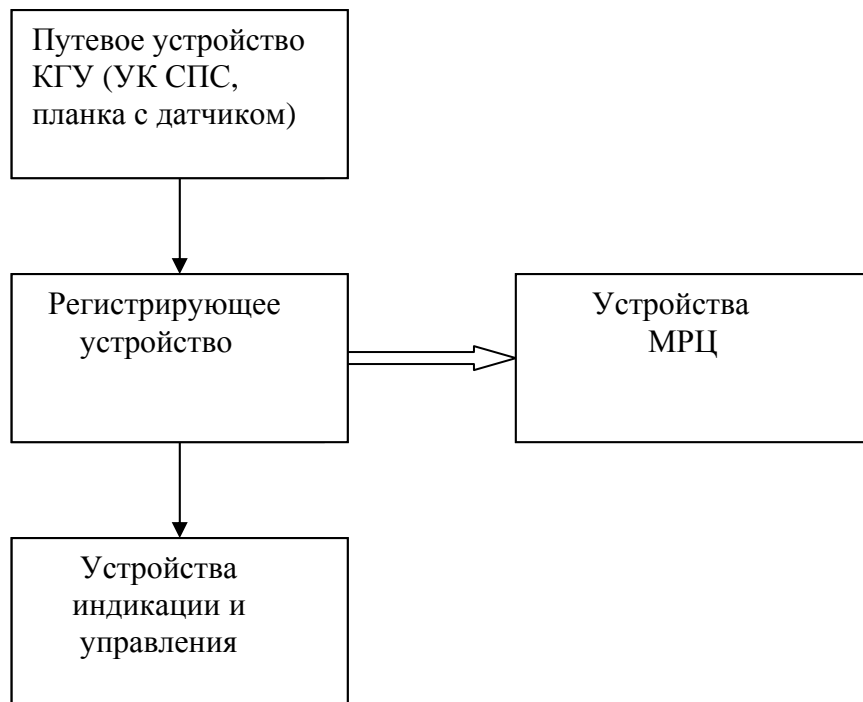 Путевое устройство
КГУ (УК СПС,
планка с датчиком)
Регистрирующее
устройство
Устройства
МРЦ
Устройства
индикации и
управления